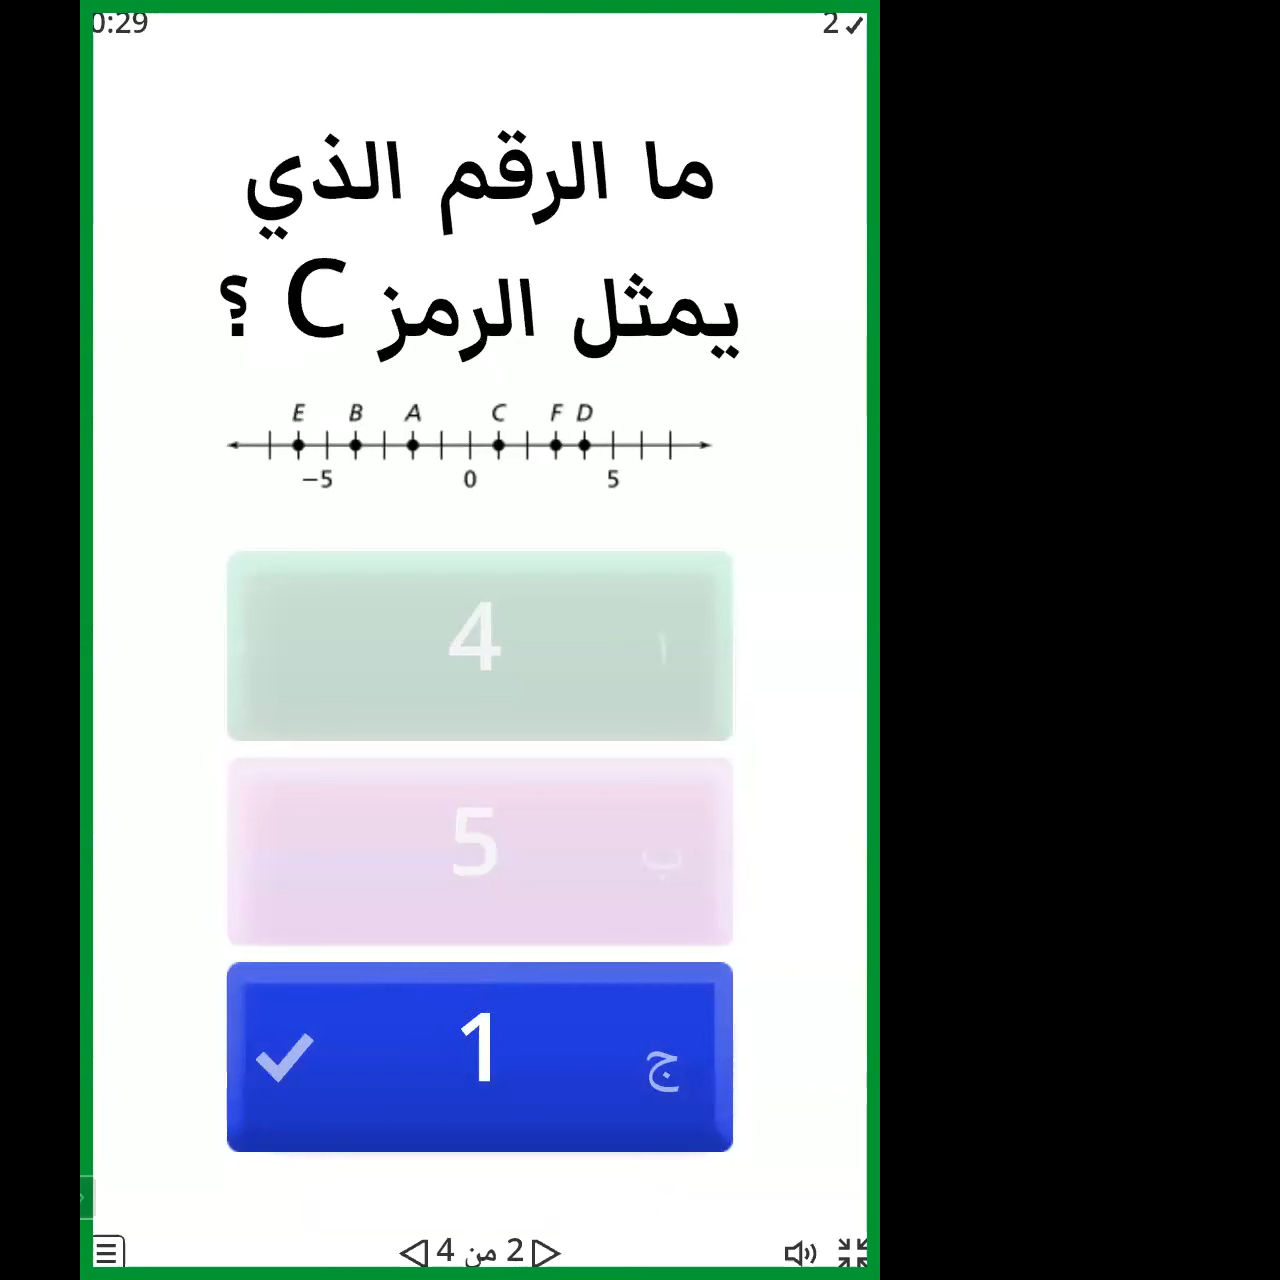 0:29
2 ✓
ما الرقم الذي
يمثل الرمز C ؟
E B A C F D
−5 0 5
4 ا
5 ب
1 ج
2 من 4